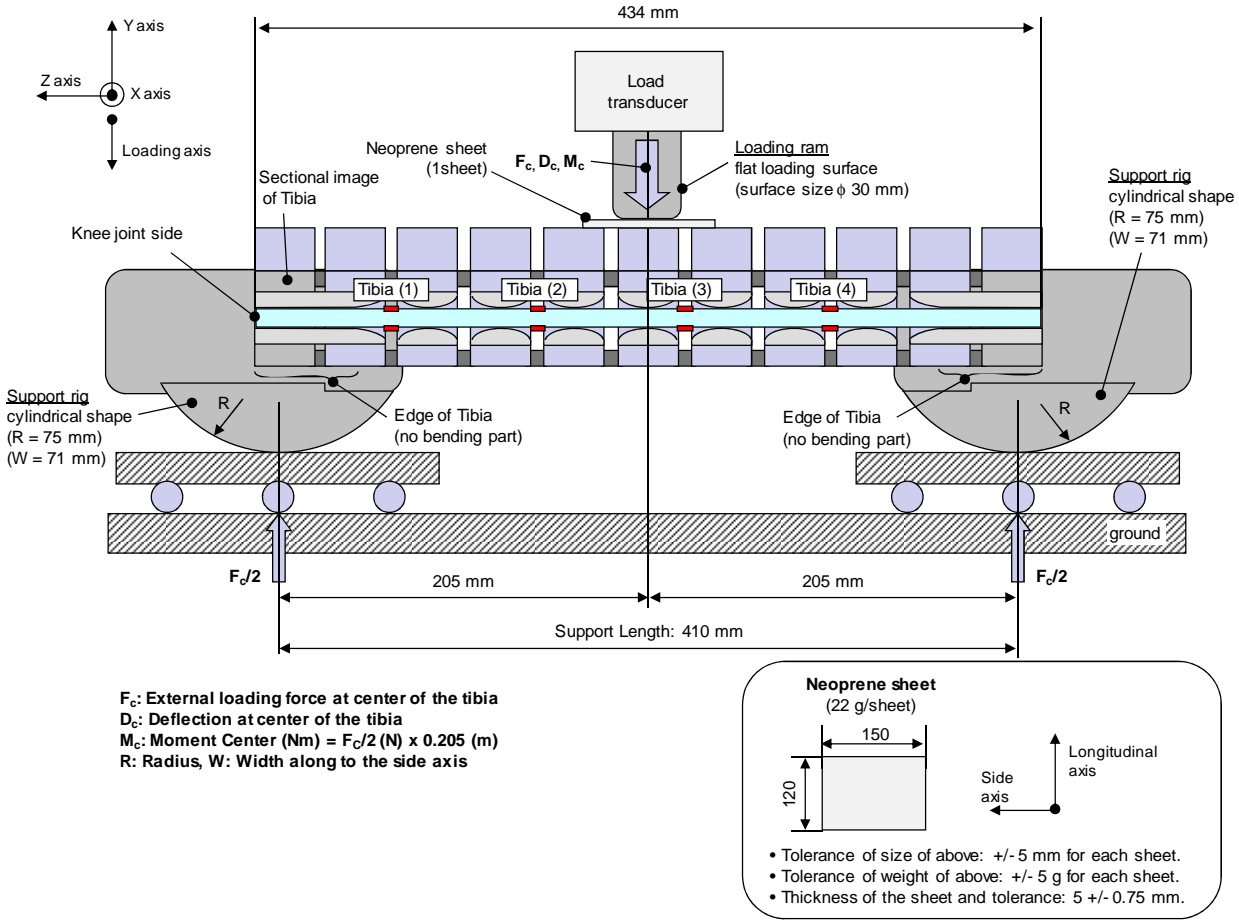 434 mm
Y axis
Z axis
X axis
Loading axis
Load
transducer
Neoprene sheet
(1sheet)
Fc, Dc, Mc
Loading ram
flat loading surface
(surface size ϕ 30 mm)
Sectional image
of Tibia
Support rig
cylindrical shape
(R = 75 mm)
(W = 71 mm)
Knee joint side
Tibia (1)
Tibia (2)
Tibia (3)
Tibia (4)
Support rig
cylindrical shape
(R = 75 mm)
(W = 71 mm)
R
Edge of Tibia
(no bending part)
Edge of Tibia
(no bending part)
R
ground
Fc/2
205 mm
205 mm
Fc/2
Support Length: 410 mm
Fc: External loading force at center of the tibia
Dc: Deflection at center of the tibia
Mc: Moment Center (Nm) = FC/2 (N) x 0.205 (m)
R: Radius, W: Width along to the side axis
Neoprene sheet
(22 g/sheet)
150
120
Side
axis
Longitudinal
axis
• Tolerance of size of above: +/- 5 mm for each sheet.
• Tolerance of weight of above: +/- 5 g for each sheet.
• Thickness of the sheet and tolerance: 5 +/- 0.75 mm.